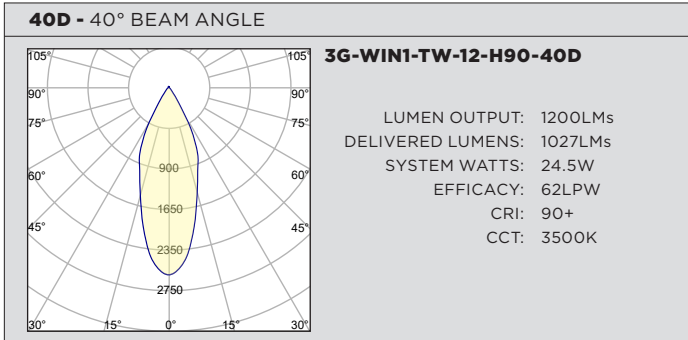 40D - 40° BEAM ANGLE
3G-WIN1-TW-12-H90-40D
LUMEN OUTPUT: 1200LMs
DELIVERED LUMENS: 1027LMs
SYSTEM WATTS: 24.5W
EFFICACY: 62LPW
CRI: 90+
CCT: 3500K
105° 105°
90° 90°
75° 75°
60° 900 60°
1650
45° 2350 45°
2750
30° 15° 0° 15° 30°